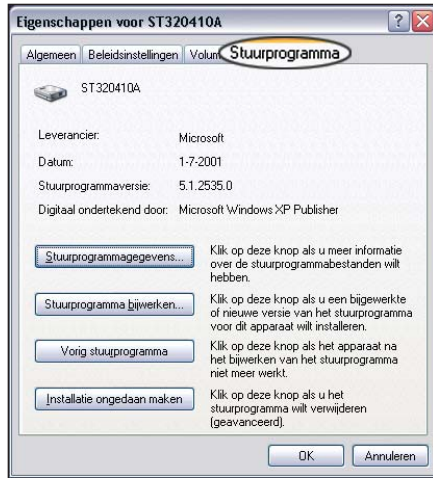 Eigenschappen voor ST320410A
Algemeen Beleidsinstellingen Volum Stuurprogramma
ST320410A
Leverancier: Microsoft
Datum: 1-7-2001
Stuurprogrammaversie: 5.1.2535.0
Digitaal ondertekend door: Microsoft Windows XP Publisher
Stuurprogrammagegevens...
Klik op deze knop als u meer informatie
over de stuurprogrammabestanden wilt
hebben.
Stuurprogramma bijwerken...
Klik op deze knop als u een bijgewerkte
of nieuwe versie van het stuurprogramma
voor dit apparaat wilt installeren.
Vorig stuurprogramma
Klik op deze knop als het apparaat na
het bijwerken van het stuurprogramma
niet meer werkt.
Installatie ongedaan maken
Klik op deze knop als u het
stuurprogramma wilt verwijderen
(geavanceerd).
OK Annuleren